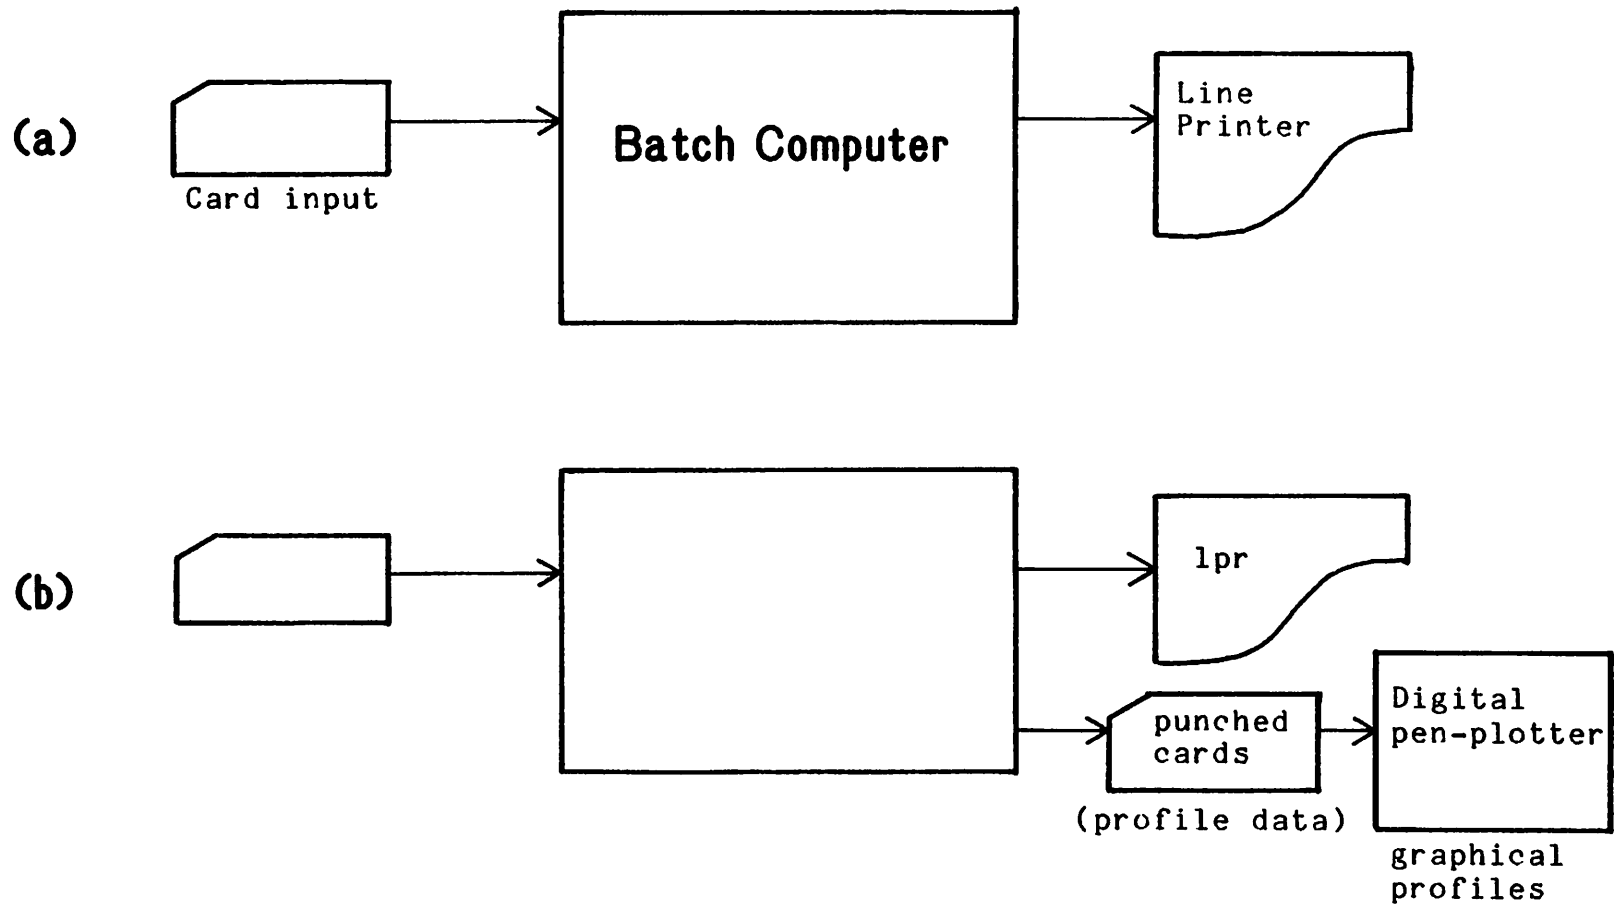 (a)
Card input
Batch Computer
Line
Printer
(b)
lpr
punched
cards
(profile data)
Digital
pen-plotter
graphical
profiles